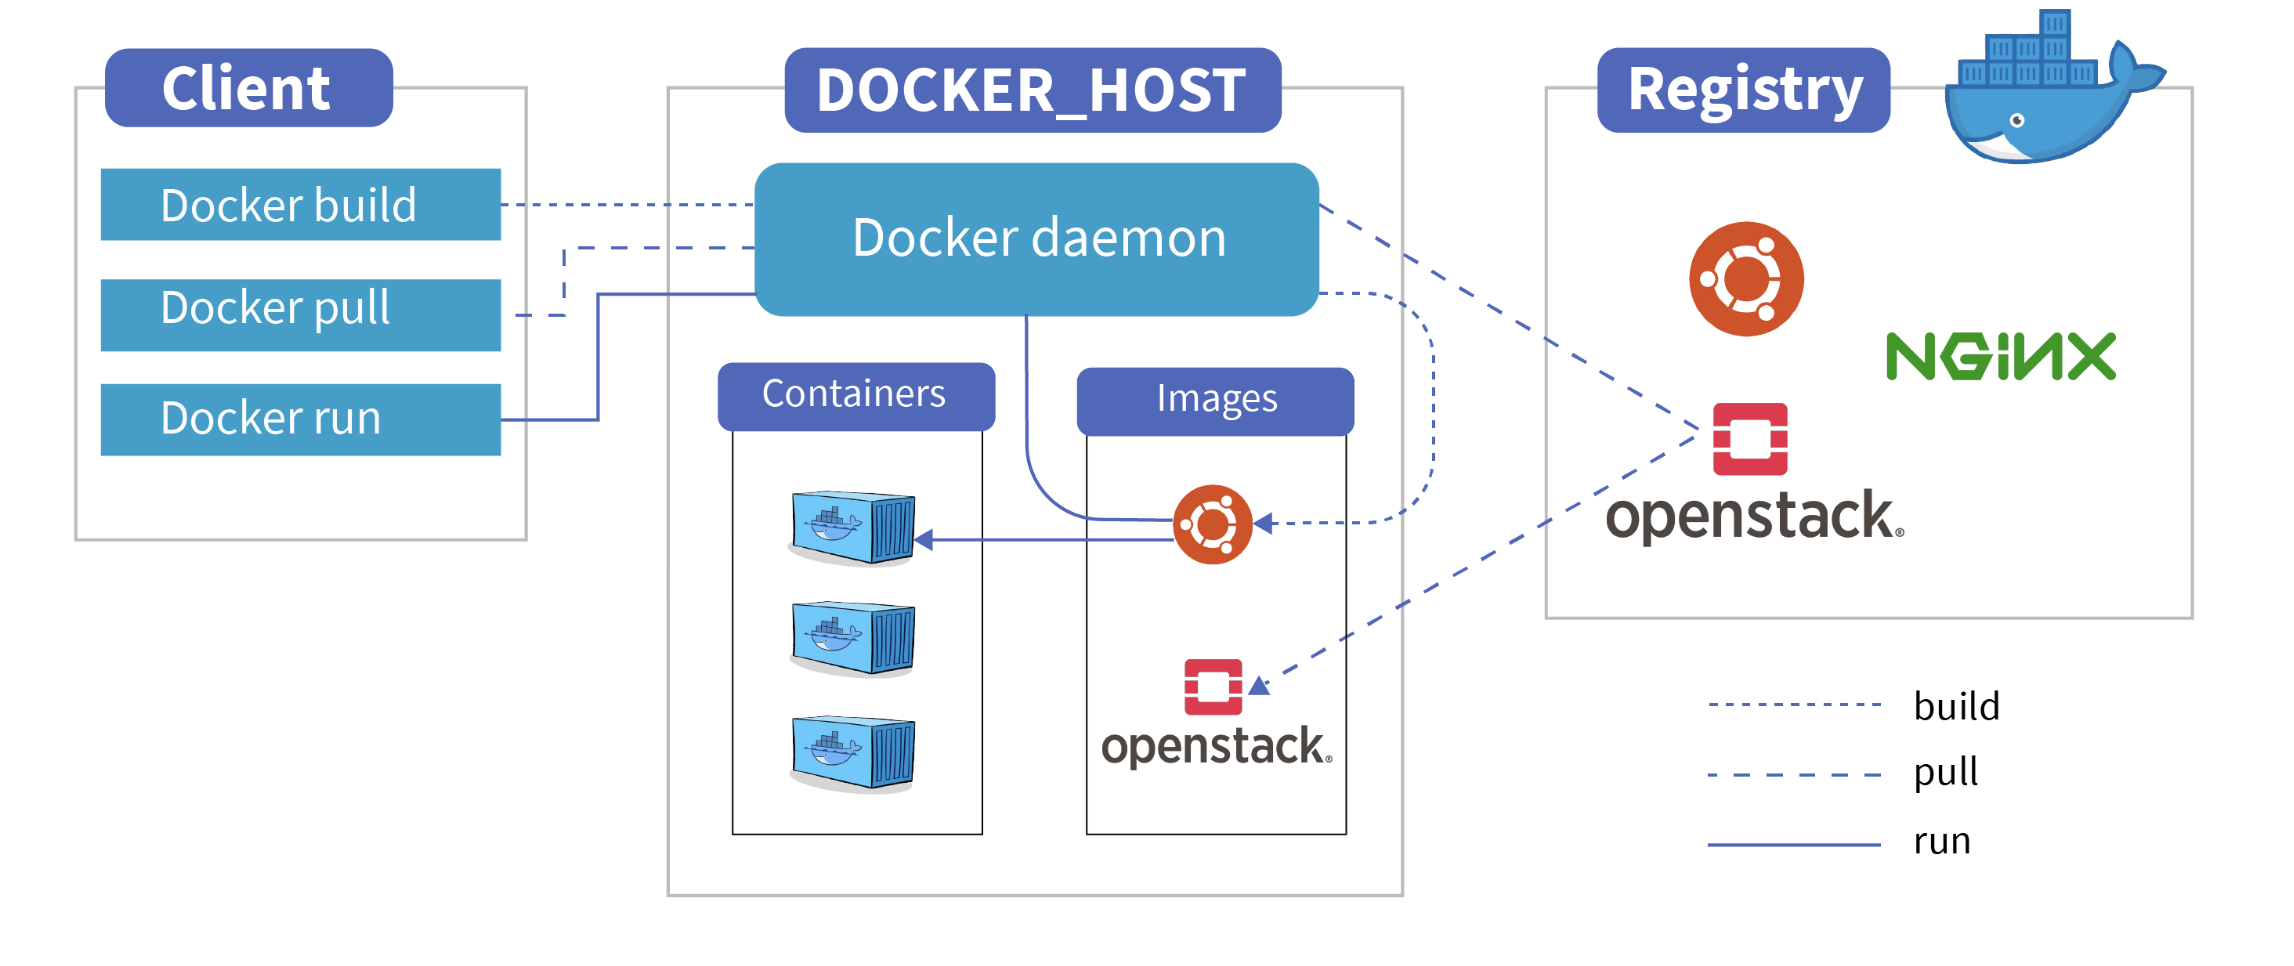 Client
Docker build
Docker pull
Docker run
DOCKER_HOST
Docker daemon
Containers
Images
openstack®
Registry
NGiNX
openstack®
build
pull
run